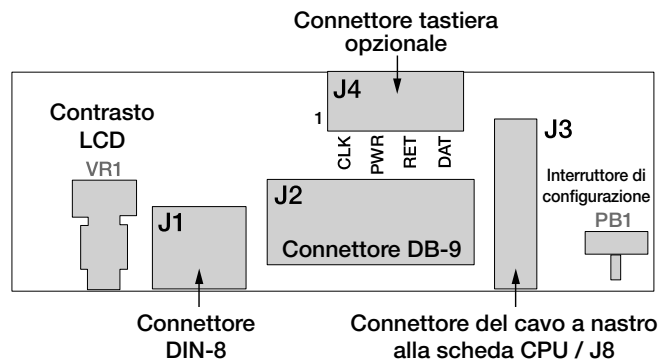 Connettore tastiera
opzionale
J4
1
CLK
PWR
RET
DAT
Contrasto
LCD
VR1
J3
Interruttore di
configurazione
PB1
J1
J2
Connettore DB-9
Connettore
DIN-8
Connettore del cavo a nastro
alla scheda CPU / J8